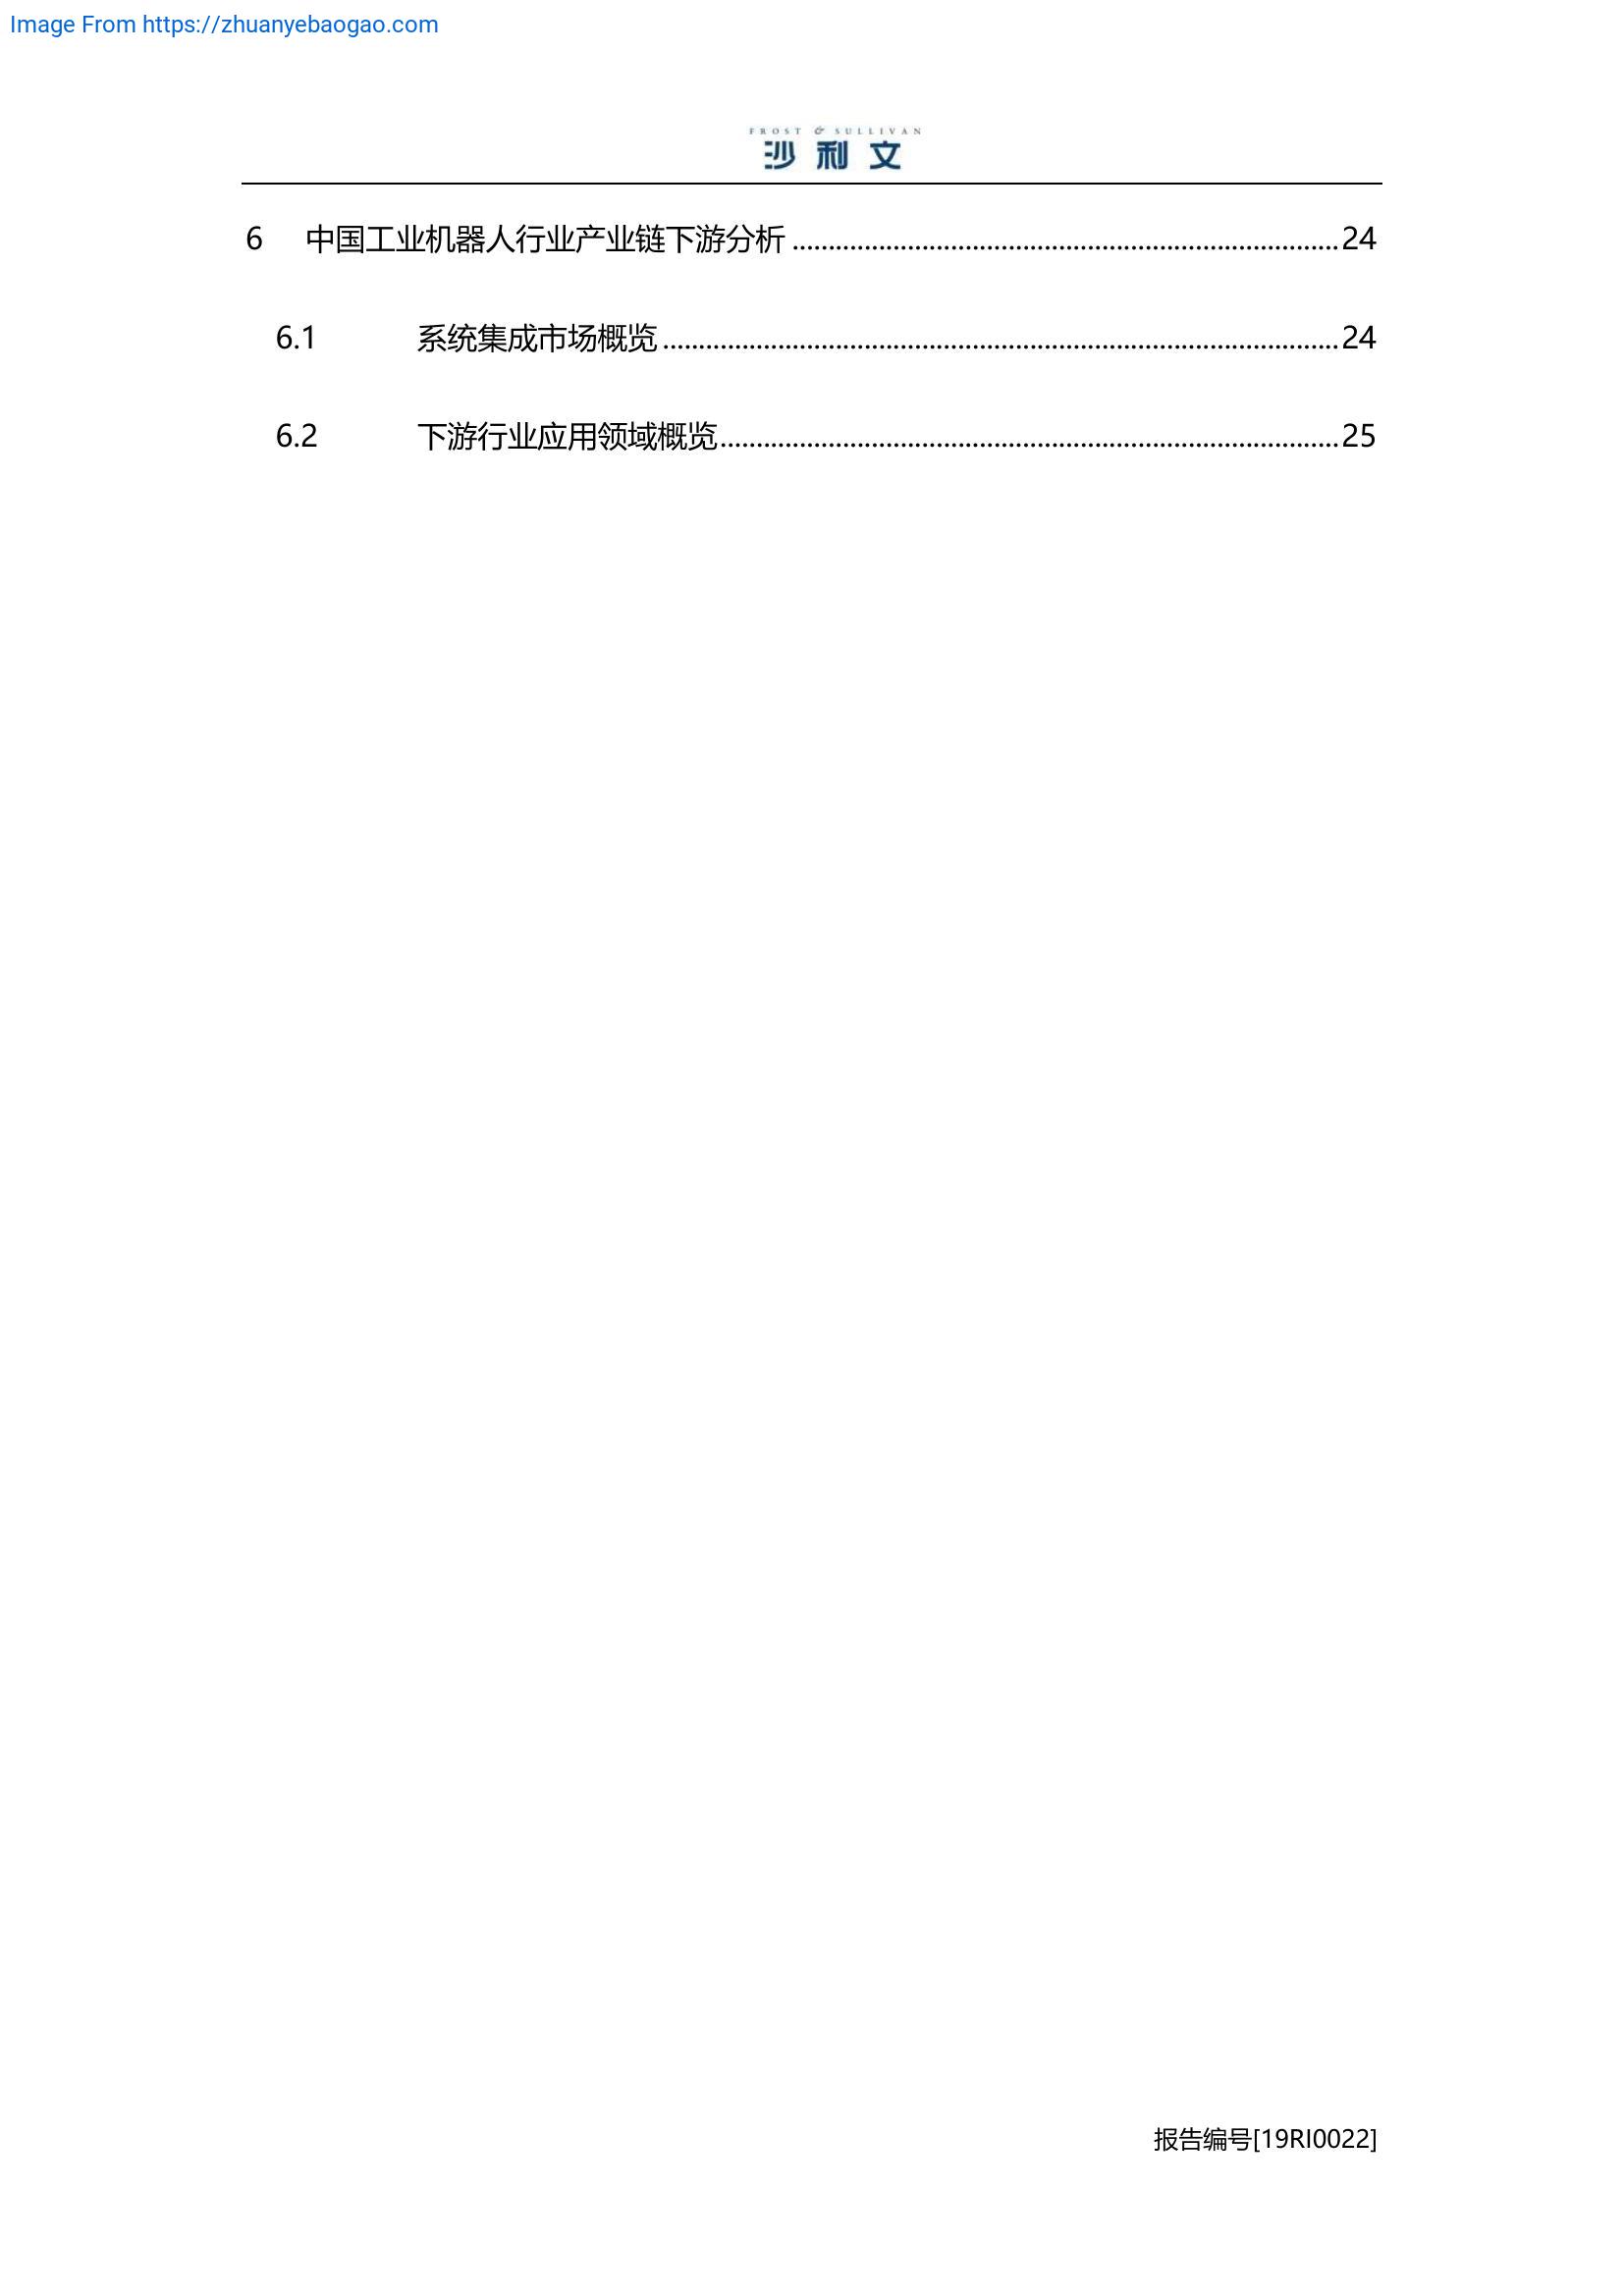 Image From https://zhuanyebaogao.com
FROST & SULLIVAN
沙利文
6 中国工业机器人行业产业链下游分析 ........................................................................... 24
6.1 系统集成市场概览 ............................................................................................. 24
6.2 下游行业应用领域概览..................................................................................... 25
报告编号[19RI0022]